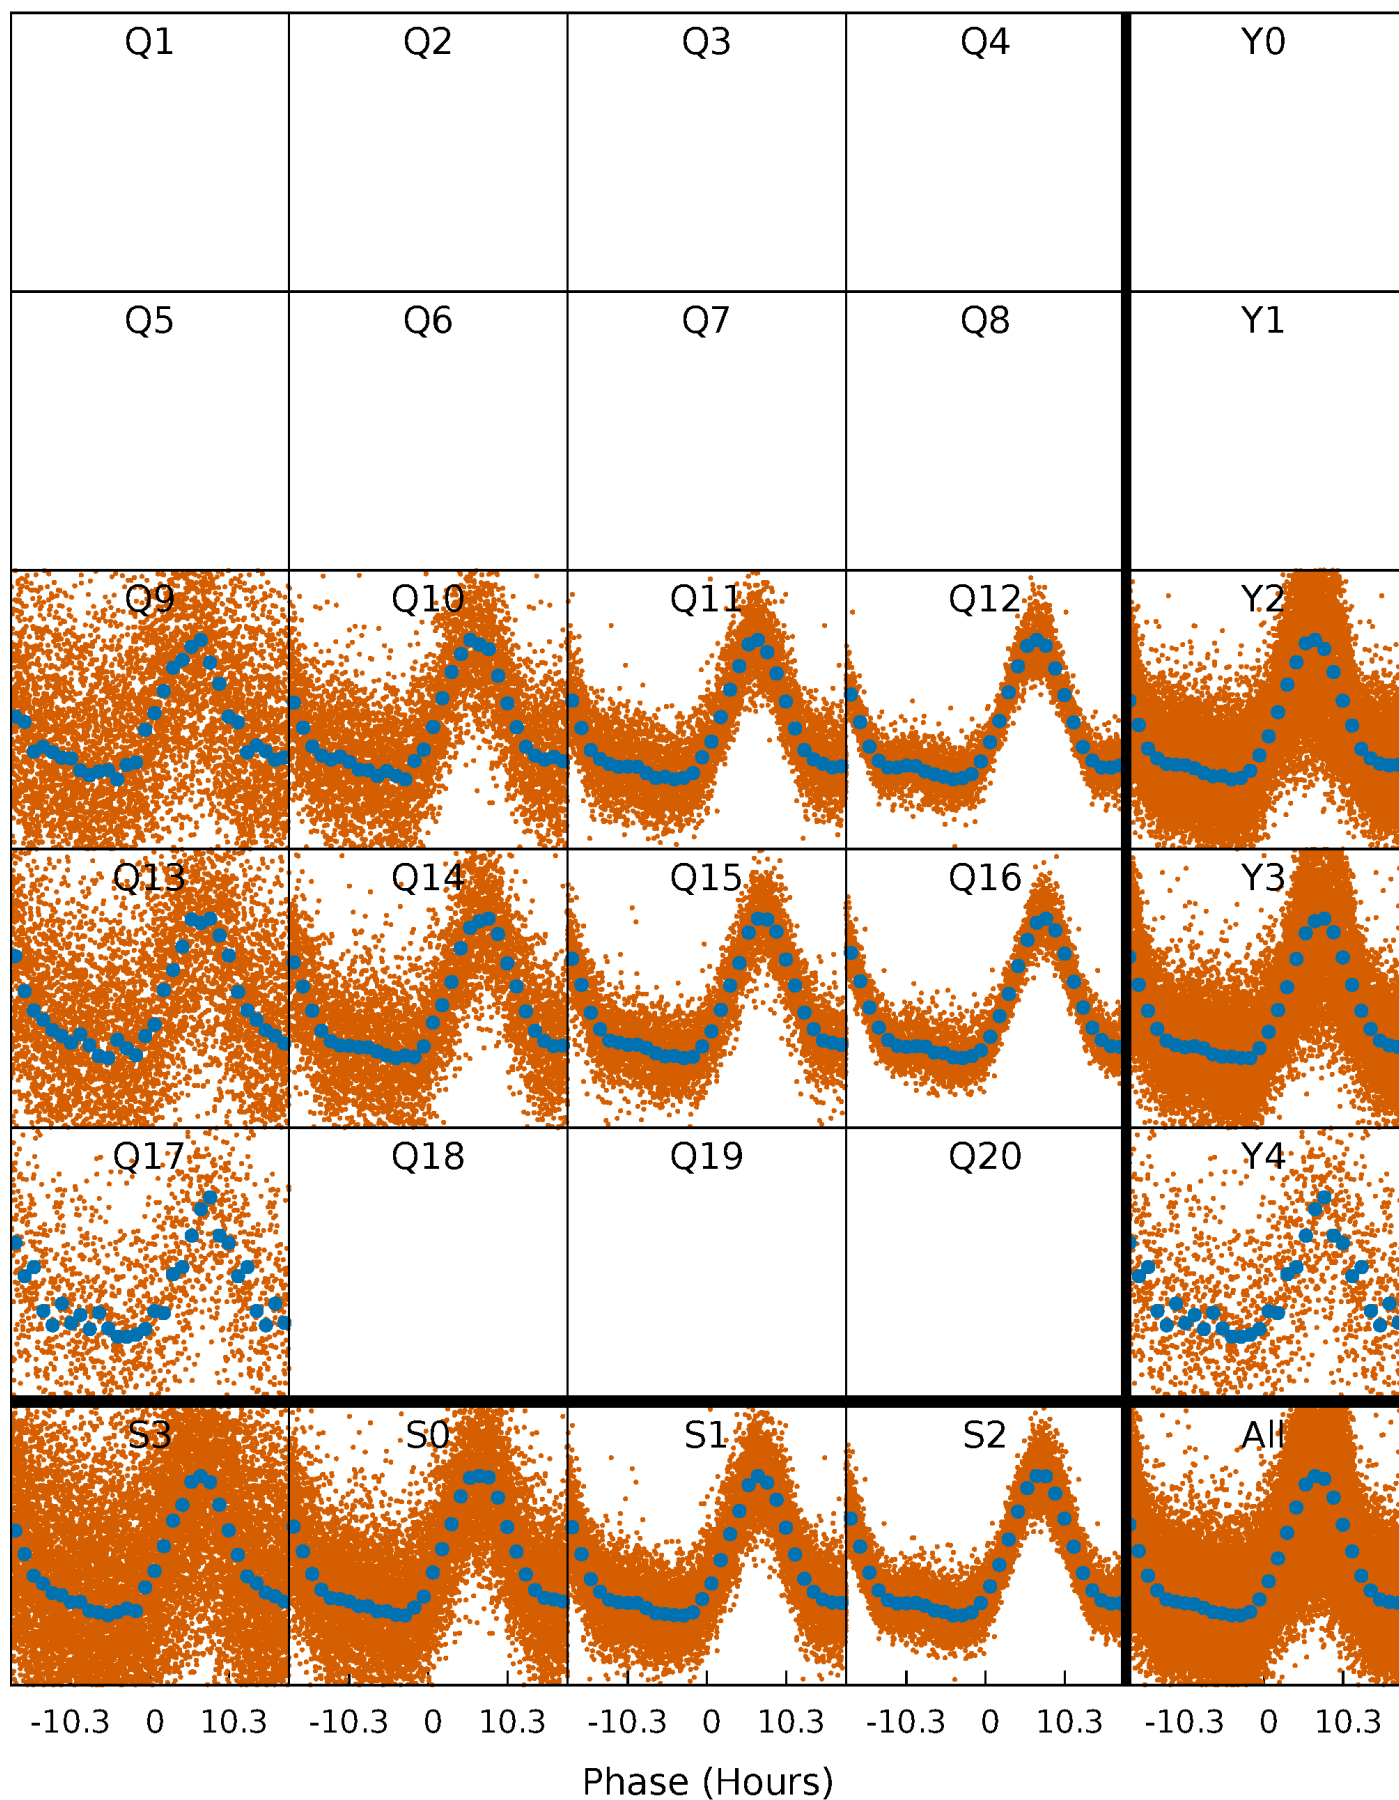 Q1 Q2 Q3 Q4 Y0
Q5 Q6 Q7 Q8 Y1
Q9 Q10 Q11 Q12 Y2
Q13 Q14 Q15 Q16 Y3
Q17 Q18 Q19 Q20 Y4
S3 S0 S1 S2 All
-10.3 0 10.3 -10.3 0 10.3 -10.3 0 10.3 -10.3 0 10.3 -10.3 0 10.3
Phase (Hours)